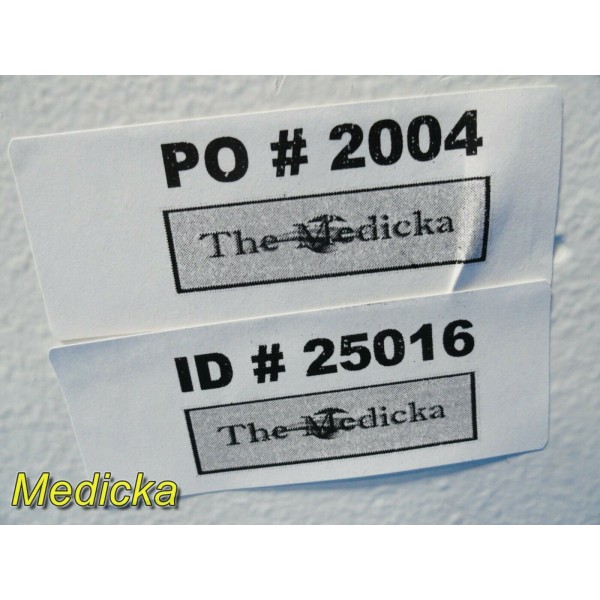 PO # 2004
The Medicka
ID # 25016
The Medicka
Medicka